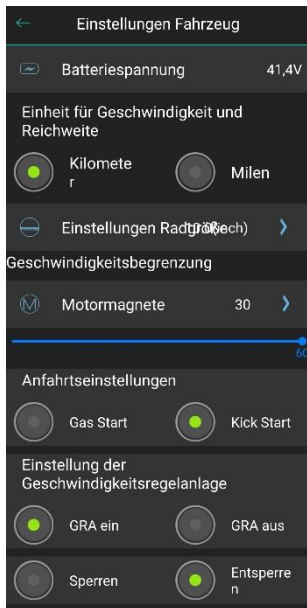 Einstellungen Fahrzeug
Batteriespannung 41,4V
Einheit für Geschwindigkeit und
Reichweite
Kilomete
r
Milen
Einstellungen Radgröße
Geschwindigkeitsbegrenzung
Motormagnete 30
60
Anfahrtseinstellungen
Gas Start Kick Start
Einstellung der
Geschwindigkeitsregelanlage
GRA ein GRA aus
Sperren Entsperre
n